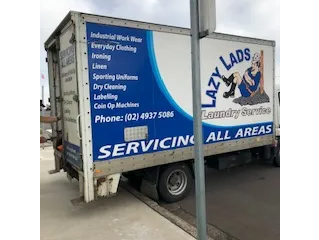 Industrial Work Wear
Everyday Clothing
Ironing
Linen
Sporting Uniforms
Dry Cleaning
Labelling
Coin Op Machines
Phone: (02) 4937 5086
LAZY LADS
Laundry Service
SERVICING ALL AREAS
LAZY